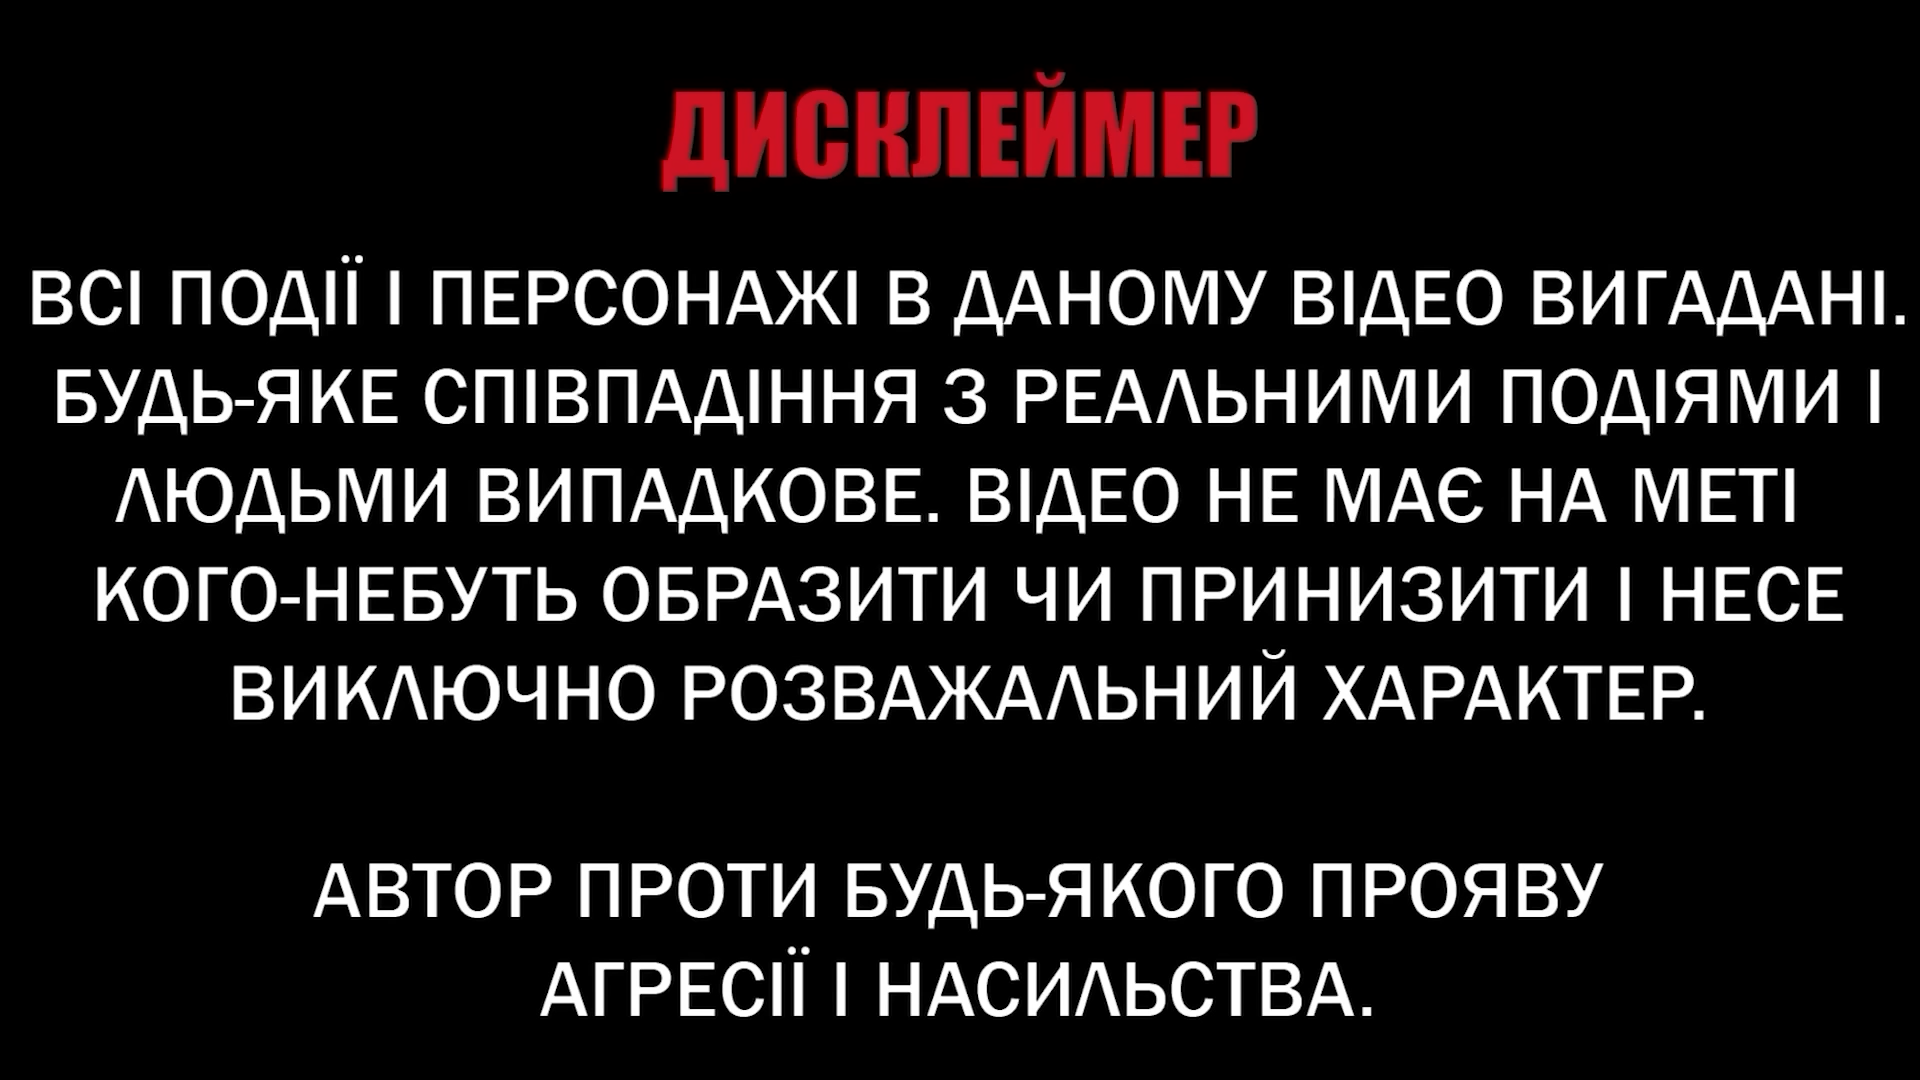 ДИСКЛЕЙМЕР
ВСІ ПОДІЇ І ПЕРСОНАЖІ В ДАНОМУ ВІДЕО ВИГАДАНІ.
БУДЬ-ЯКЕ СПІВПАДІННЯ З РЕАЛЬНИМИ ПОДІЯМИ І
ЛЮДЬМИ ВИПАДКОВЕ. ВІДЕО НЕ МАЄ НА МЕТІ
КОГО-НЕБУТЬ ОБРАЗИТИ ЧИ ПРИНИЗИТИ І НЕСЕ
ВИКЛЮЧНО РОЗВАЖАЛЬНИЙ ХАРАКТЕР.
АВТОР ПРОТИ БУДЬ-ЯКОГО ПРОЯВУ
АГРЕСІЇ І НАСИЛЬСТВА.